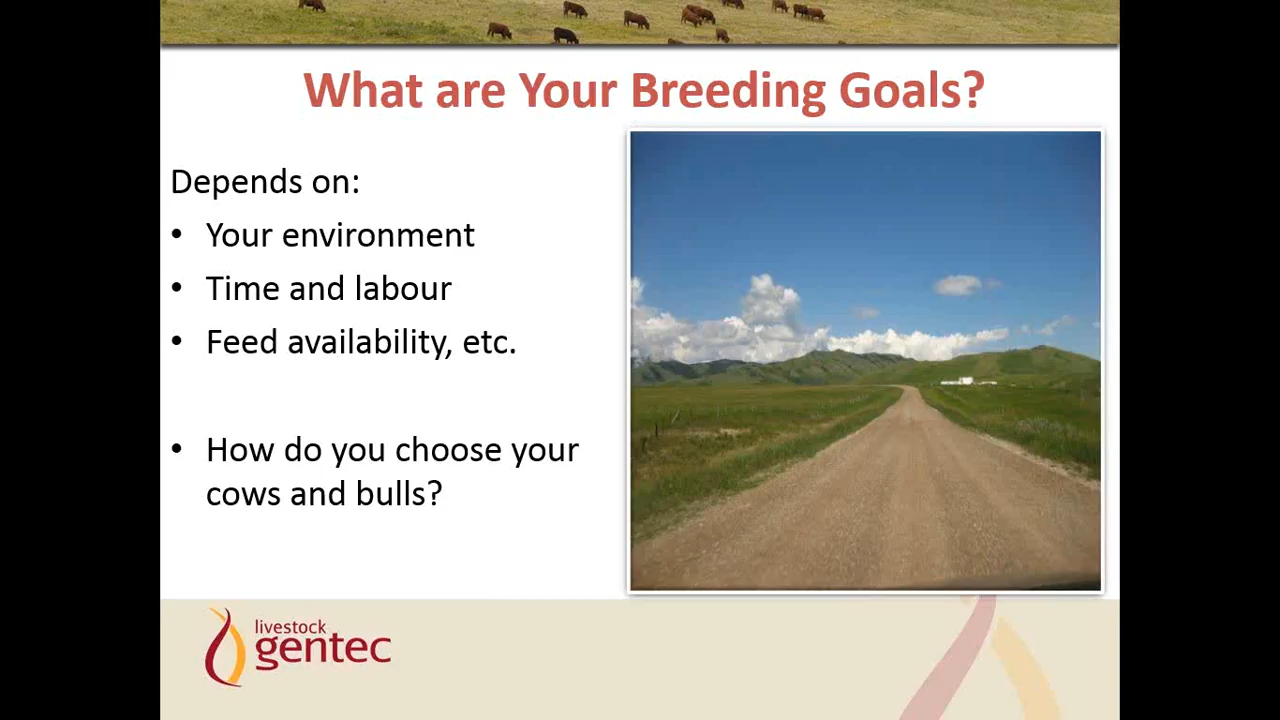 What are Your Breeding Goals?
Depends on:
• Your environment
• Time and labour
• Feed availability, etc.
• How do you choose your
cows and bulls?
livestock
gentec